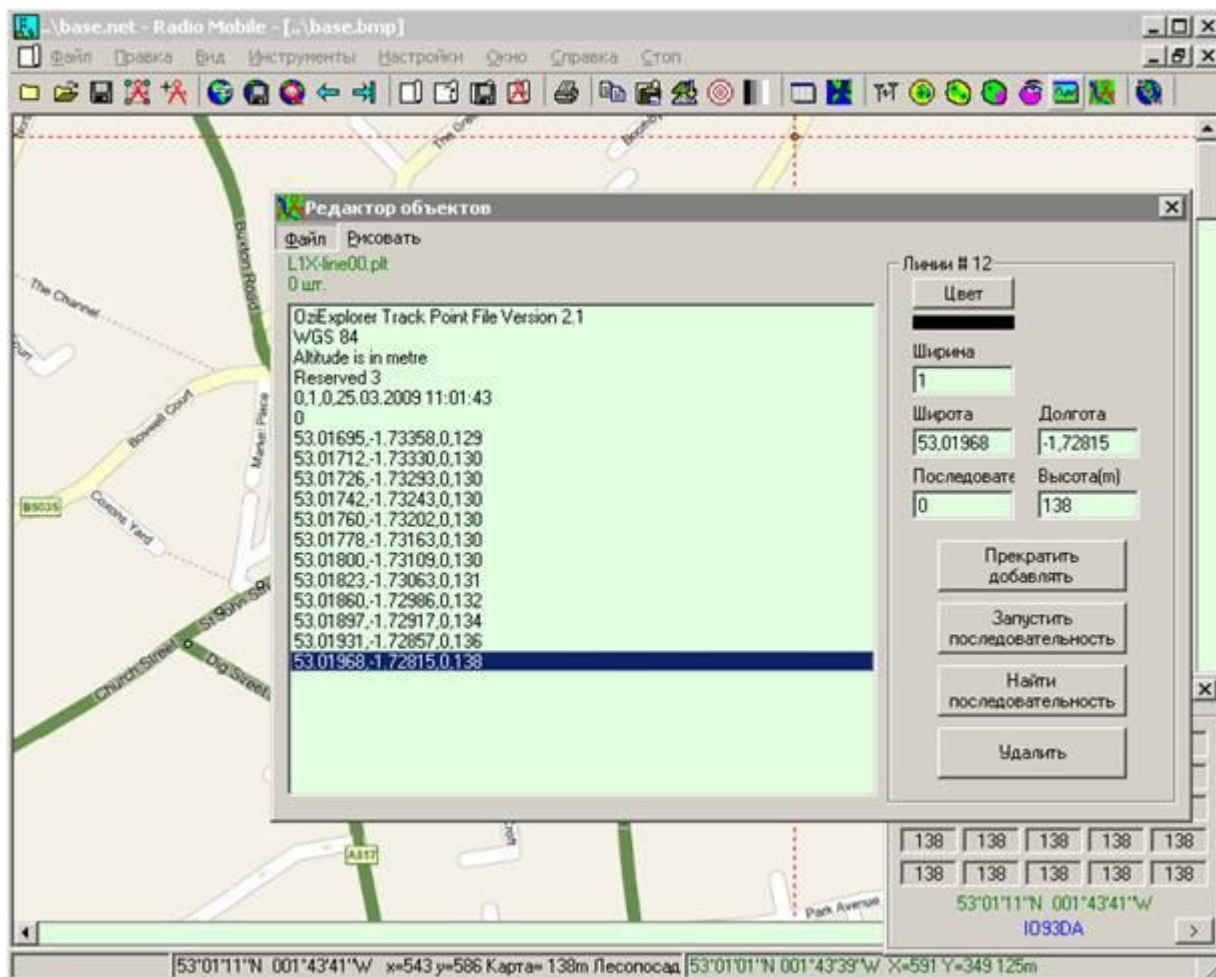 ..\base.net - Radio Mobile - [..\base.bmp]
Файл Правка Вид Инструменты Настройки Окно Справка Стоп
The Gre
Boomby
Редактор объектов
Файл Рисовать
L1X-line00.plt
0 шт.
OziExplorer Track Point File Version 2.1
WGS 84
Altitude is in metre
Reserved 3
0,1,0,25.03.2009 11:01:43
0
53.01695,-1.73358,0,129
53.01712,-1.73330,0,130
53.01726,-1.73293,0,130
53.01742,-1.73243,0,130
53.01760,-1.73202,0,130
53.01778,-1.73163,0,130
53.01800,-1.73109,0,130
53.01823,-1.73063,0,131
53.01860,-1.72986,0,132
53.01897,-1.72917,0,134
53.01931,-1.72857,0,136
53.01968,-1.72815,0,138
Линии # 12
Цвет
Ширина
1
Широта Долгота
53,01968 -1,72815
Последовате Высота(m)
0 138
Прекратить добавлять
Запустить последовательность
Найти последовательность
Удалить
Buxton Road
The Channel
ourt
Boswell Court
Market Place
B5035
Coxons Yard
St John Str
Church Street
Dig Street
A517
croft
Park Avenue
138 138 138 138 138
138 138 138 138 138
53°01'11"N 001°43'41"W
IO93DA
53°01'11"N 001°43'41"W x=543 y=586 Карта= 138m Лесопосад 53°01'01"N 001°43'39"W X=591 Y=349 125m